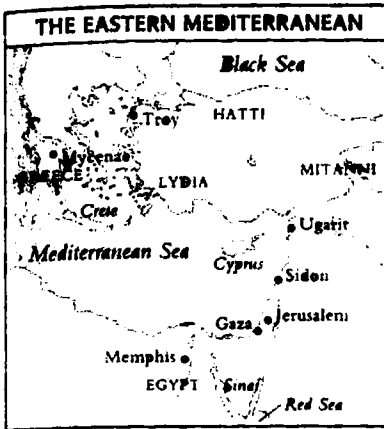 THE EASTERN MEDITERRANEAN
Black Sea
HATTI
Troy
Mycenae
MITANNI
GREECE
LYDIA
Crete
Ugarit
Mediterranean Sea
Cyprus
Sidon
Jerusalem
Gaza
Memphis
EGYPT
Sinai
Red Sea